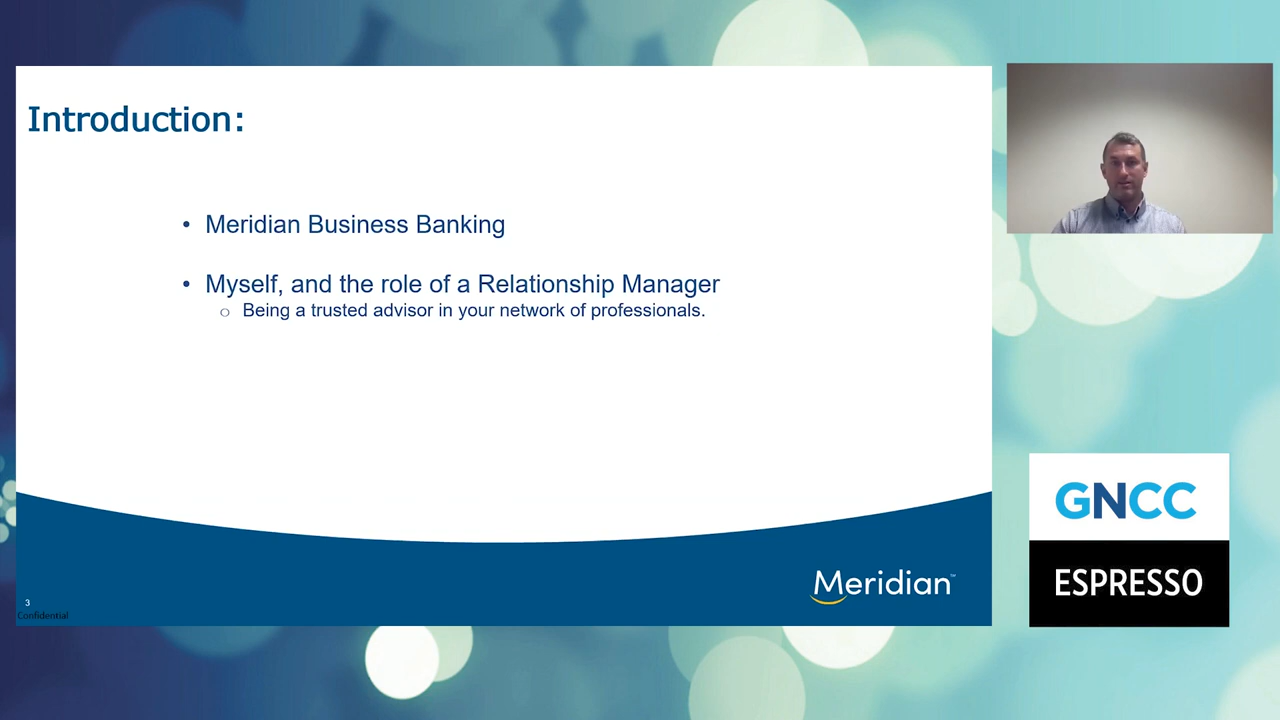 Introduction:
• Meridian Business Banking
• Myself, and the role of a Relationship Manager
o Being a trusted advisor in your network of professionals.
3
Confidential
Meridian™
GNCC
ESPRESSO